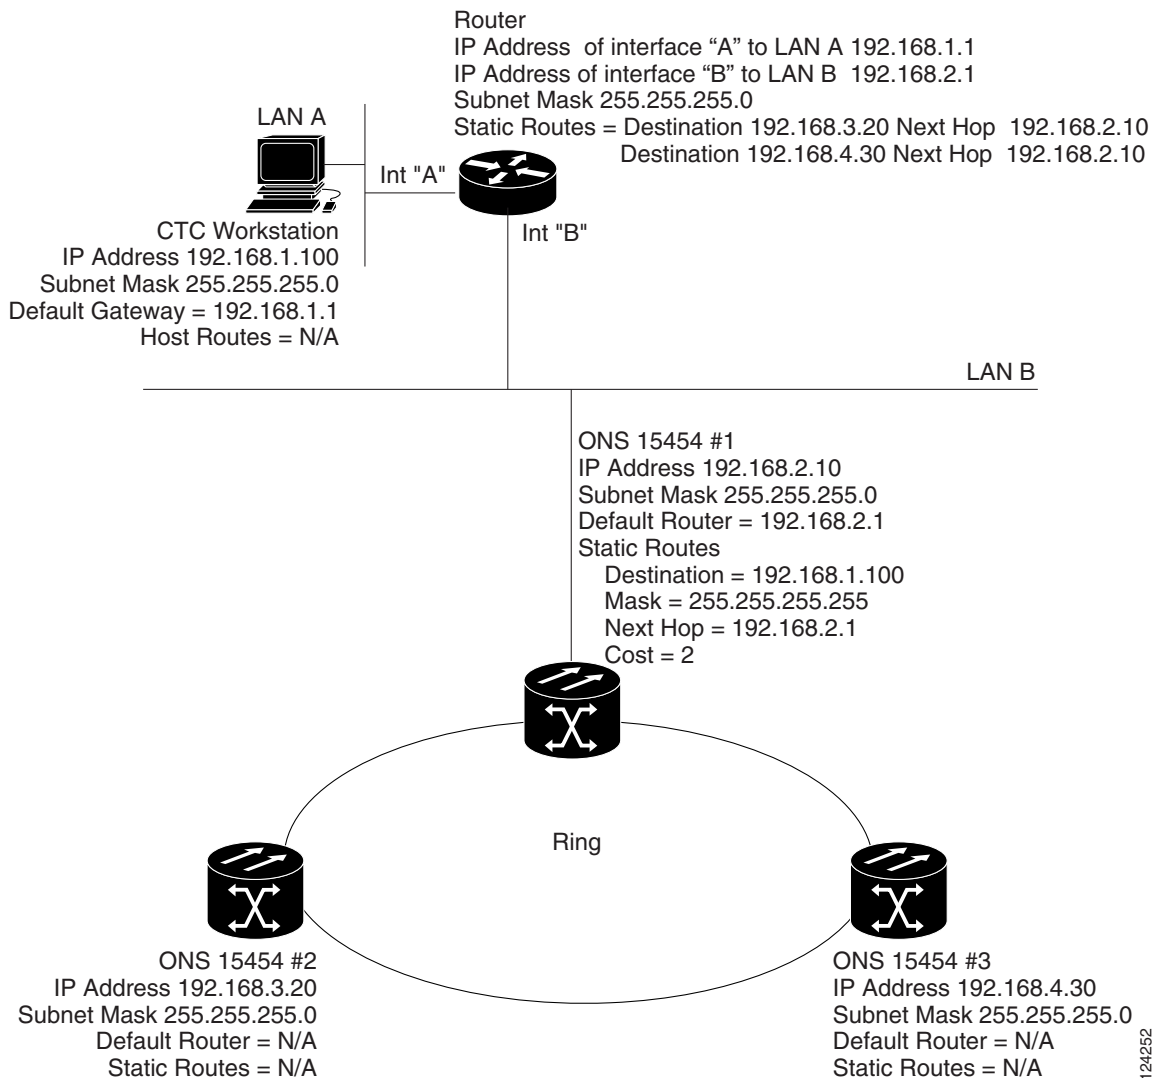 Router
IP Address of interface “A” to LAN A 192.168.1.1
IP Address of interface “B” to LAN B 192.168.2.1
Subnet Mask 255.255.255.0
Static Routes = Destination 192.168.3.20 Next Hop 192.168.2.10
Destination 192.168.4.30 Next Hop 192.168.2.10
LAN A
Int "A"
Int "B"
CTC Workstation
IP Address 192.168.1.100
Subnet Mask 255.255.255.0
Default Gateway = 192.168.1.1
Host Routes = N/A
LAN B
ONS 15454 #1
IP Address 192.168.2.10
Subnet Mask 255.255.255.0
Default Router = 192.168.2.1
Static Routes
Destination = 192.168.1.100
Mask = 255.255.255.255
Next Hop = 192.168.2.1
Cost = 2
Ring
ONS 15454 #2
IP Address 192.168.3.20
Subnet Mask 255.255.255.0
Default Router = N/A
Static Routes = N/A
ONS 15454 #3
IP Address 192.168.4.30
Subnet Mask 255.255.255.0
Default Router = N/A
Static Routes = N/A
124252